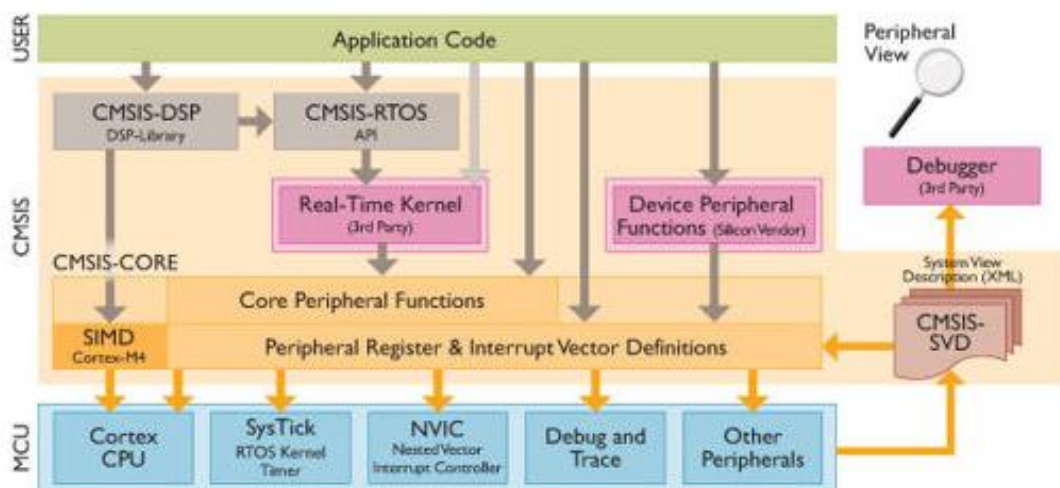 USER
Application Code
Peripheral
View
CMSIS
CMSIS-DSP
DSP-Library
CMSIS-RTOS
API
Real-Time Kernel
(3rd Party)
Device Peripheral
Functions (Silicon Vendor)
Debugger
(3rd Party)
CMSIS-CORE
Core Peripheral Functions
SIMD
Cortex-M4
Peripheral Register & Interrupt Vector Definitions
System View
Description (XML)
CMSIS-
SVD
MCU
Cortex
CPU
SysTick
RTOS Kernel
Timer
NVIC
Nested Vector
Interrupt Controller
Debug and
Trace
Other
Peripherals